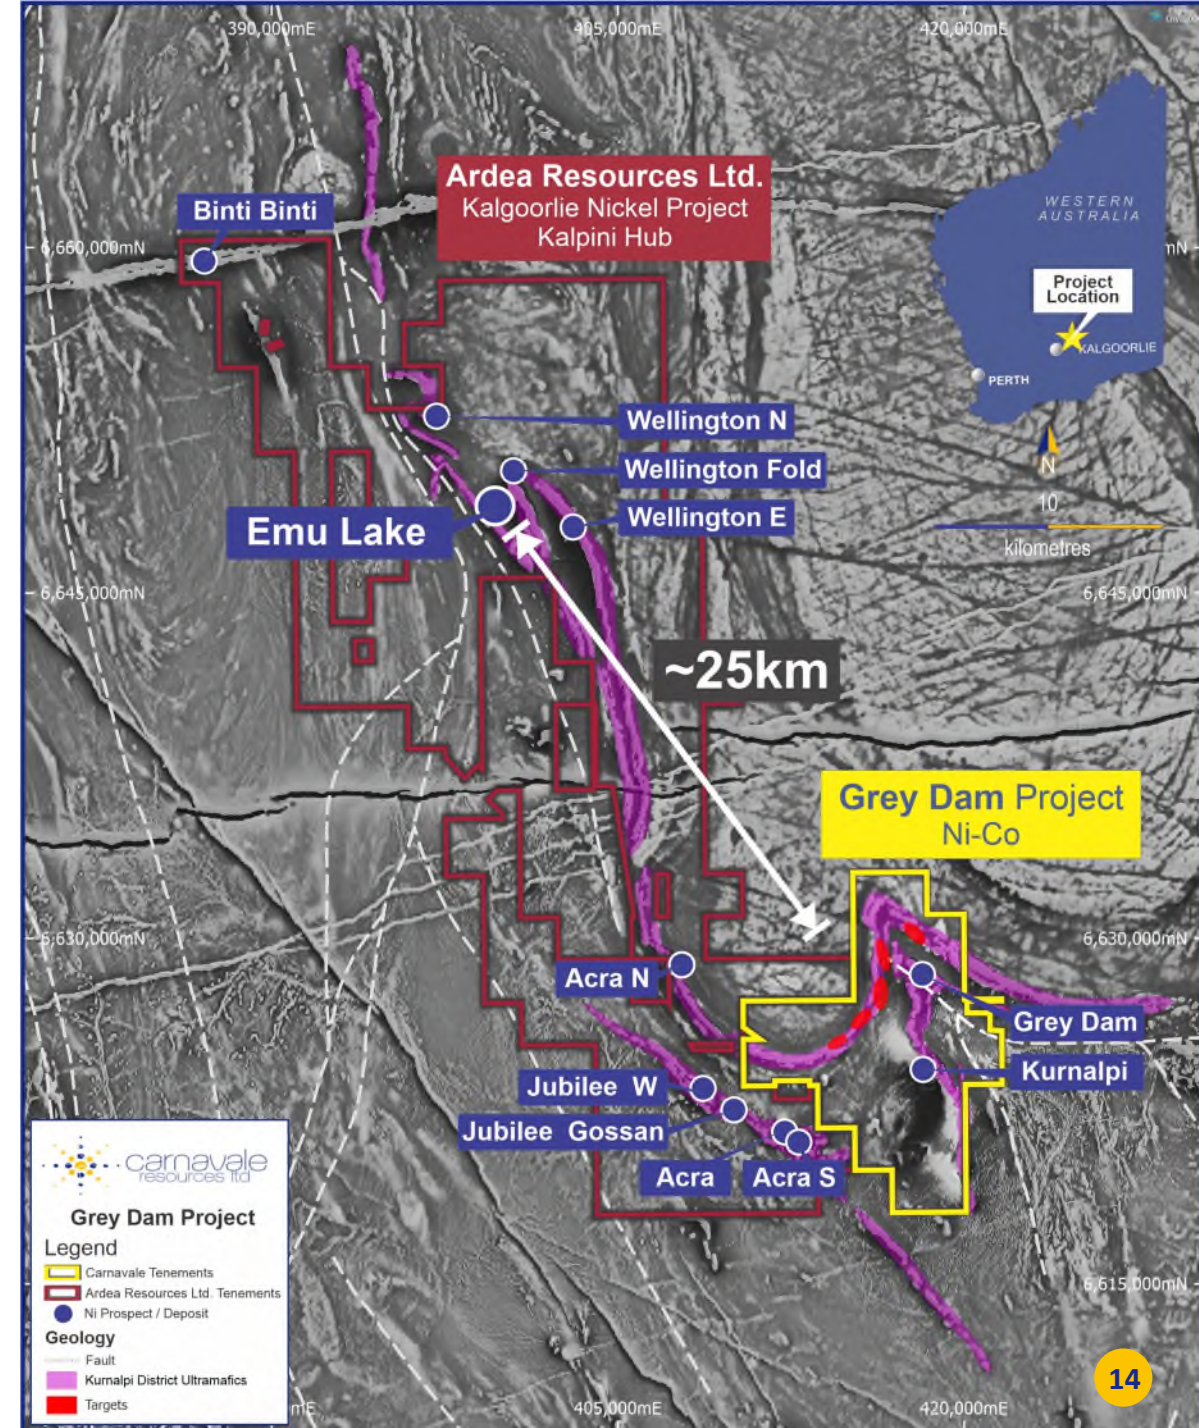 390,000mE
405,000mE
420,000mE
Ardea Resources Ltd.
Kalgoorlie Nickel Project
Kalpini Hub
Binti Binti
6,660,000mN
mN
WESTERN
AUSTRALIA
Project
Location
KALGOORLIE
PERTH
N
10
kilometres
Wellington N
Wellington Fold
Wellington E
Emu Lake
6,645,000mN
6,645,000mN
~25km
Grey Dam Project
Ni-Co
6,630,000mN
6,630,000mN
Acra N
Grey Dam
Kurnalpi
Jubilee W
Jubilee Gossan
Acra
Acra S
carnavale
resources ltd
Grey Dam Project
Legend
Carnavale Tenements
Ardea Resources Ltd. Tenements
Ni Prospect / Deposit
Geology
Fault
Kurnalpi District Ultramafics
Targets
6,615,000mN
14
mE
405,000mE
420,000mE